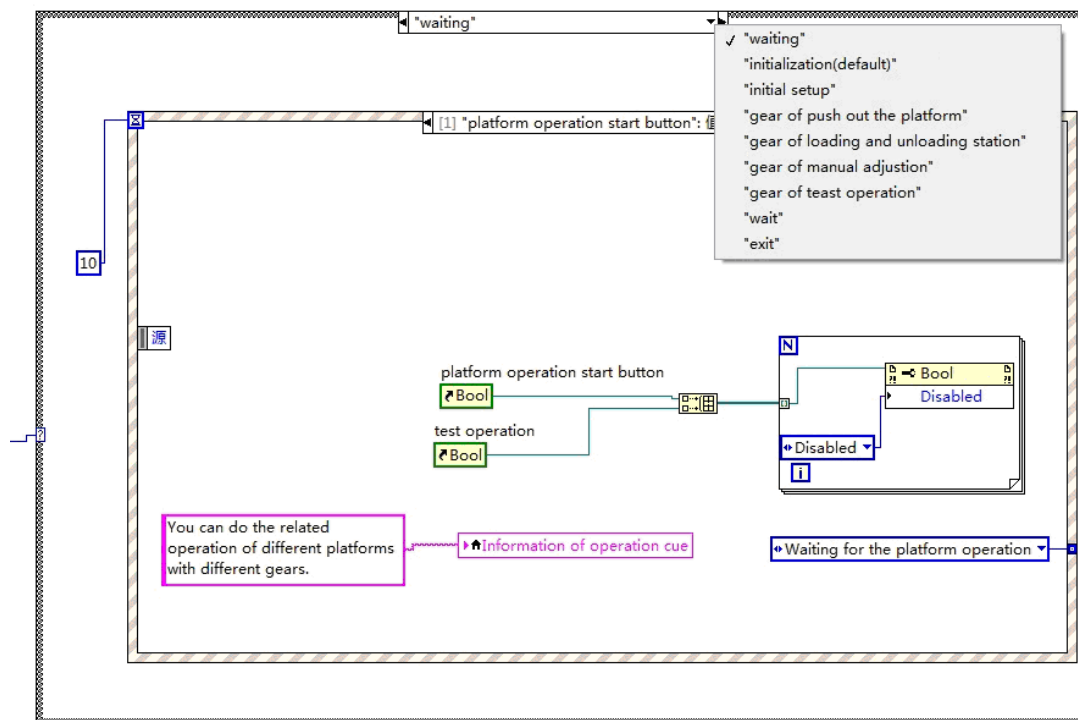 "waiting"
"waiting"
"initialization(default)"
"initial setup"
"gear of push out the platform"
"gear of loading and unloading station"
"gear of manual adjustion"
"gear of teast operation"
"wait"
"exit"
[1] "platform operation start button":
10
源
platform operation start button
Bool
test operation
Bool
N
Bool
Disabled
Disabled
i
You can do the related
operation of different platforms
with different gears.
Information of operation cue
Waiting for the platform operation
?